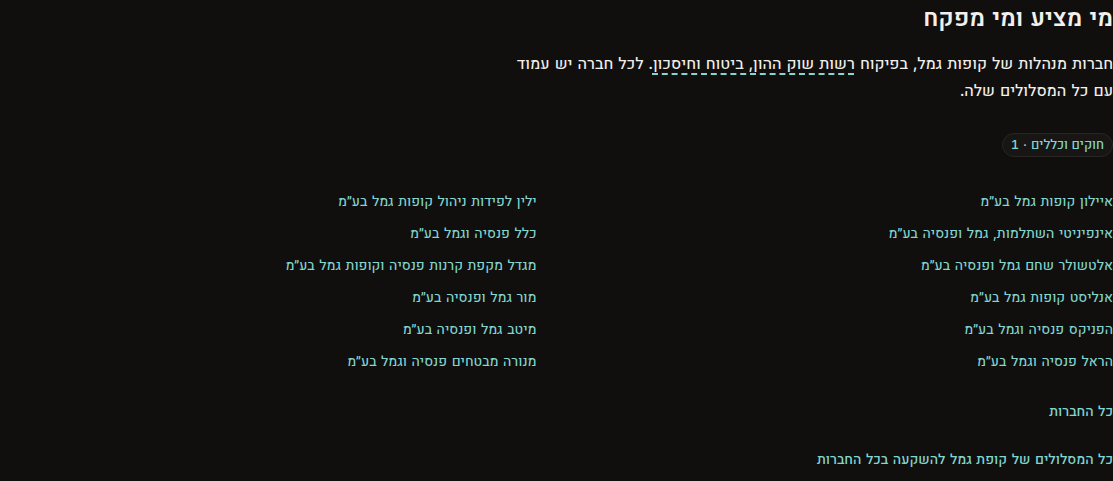 מי מציע ומי מפקח
חברות מנהלות של קופות גמל, בפיקוח רשות שוק ההון, ביטוח וחיסכון. לכל חברה יש עמוד
עם כל המסלולים שלה.
חוקים וכללים · 1
איילון קופות גמל בע"מ
אינפיניטי השתלמות, גמל ופנסיה בע"מ
אלטשולר שחם גמל ופנסיה בע"מ
אנליסט קופות גמל בע"מ
הפניקס פנסיה וגמל בע"מ
הראל פנסיה וגמל בע"מ
ילין לפידות ניהול קופות גמל בע"מ
כלל פנסיה וגמל בע"מ
מגדל מקפת קרנות פנסיה וקופות גמל בע"מ
מור גמל ופנסיה בע"מ
מיטב גמל ופנסיה בע"מ
מנורה מבטחים פנסיה וגמל בע"מ
כל החברות
כל המסלולים של קופת גמל להשקעה בכל החברות